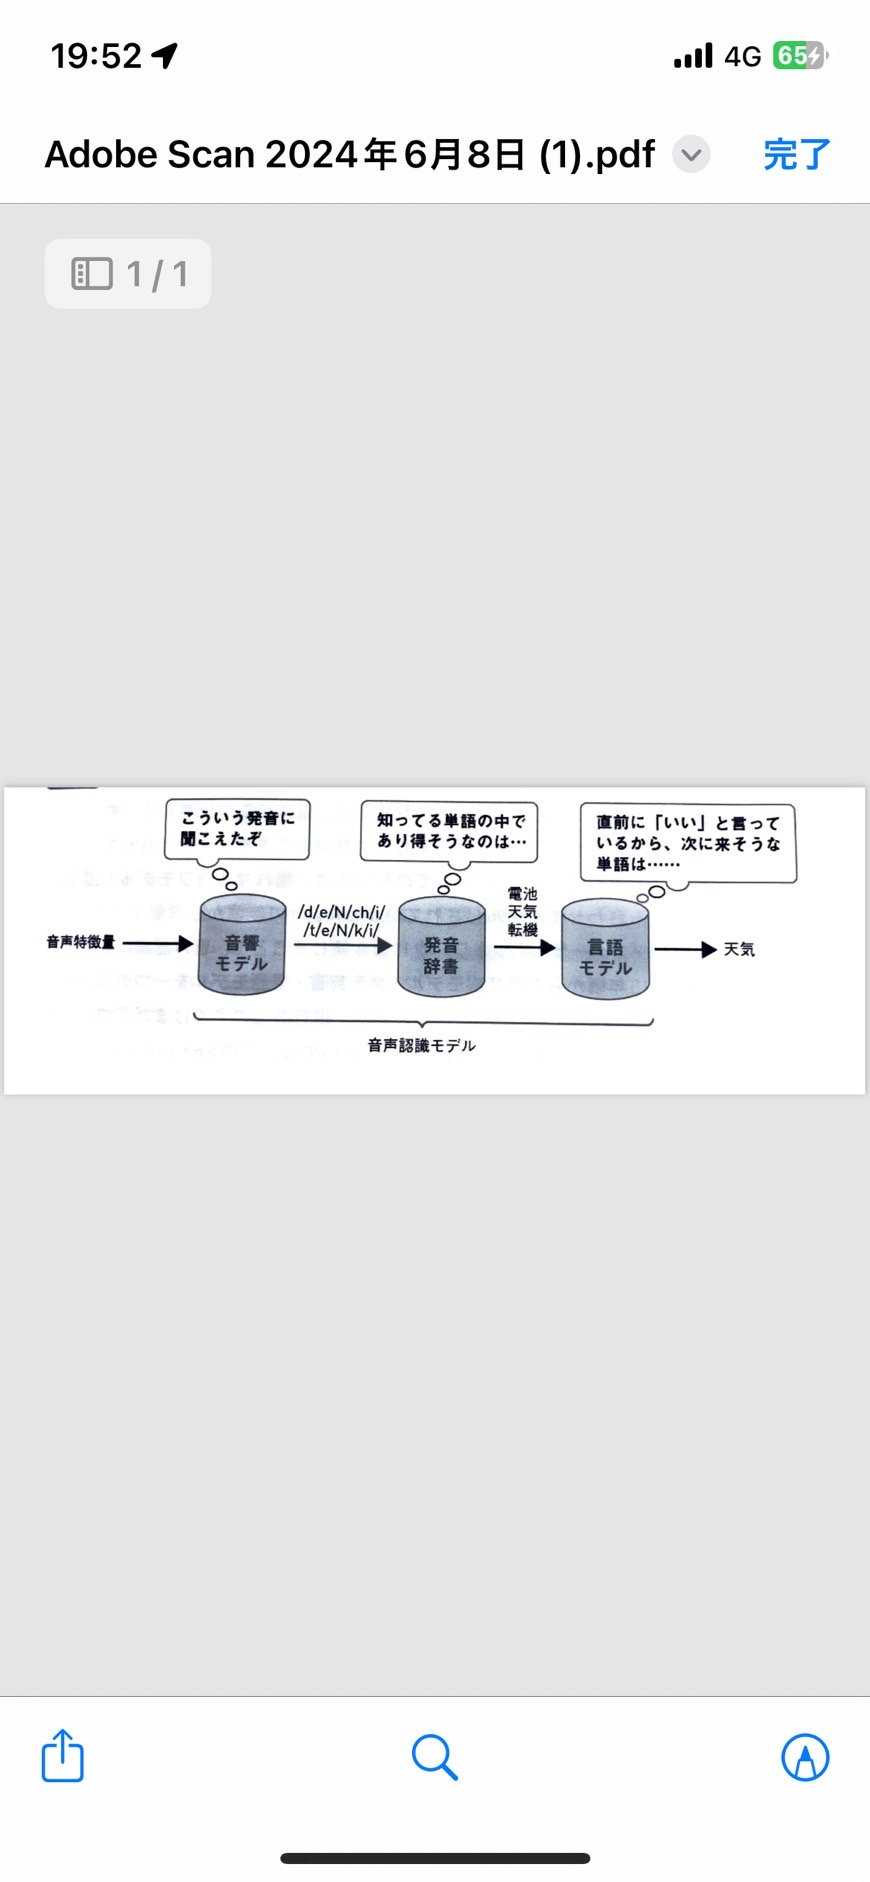 19:52
4G
65
Adobe Scan 2024年6月8日 (1).pdf
完了
1 / 1
こういう発音に
聞こえたぞ
知ってる単語の中で
あり得そうなのは…
直前に「いい」と言って
いるから、次に来そうな
単語は……
音声特徴量
音響
モデル
/d/e/N/ch/i/
/t/e/N/k/i/
発音
辞書
電池
天気
転機
言語
モデル
天気
音声認識モデル